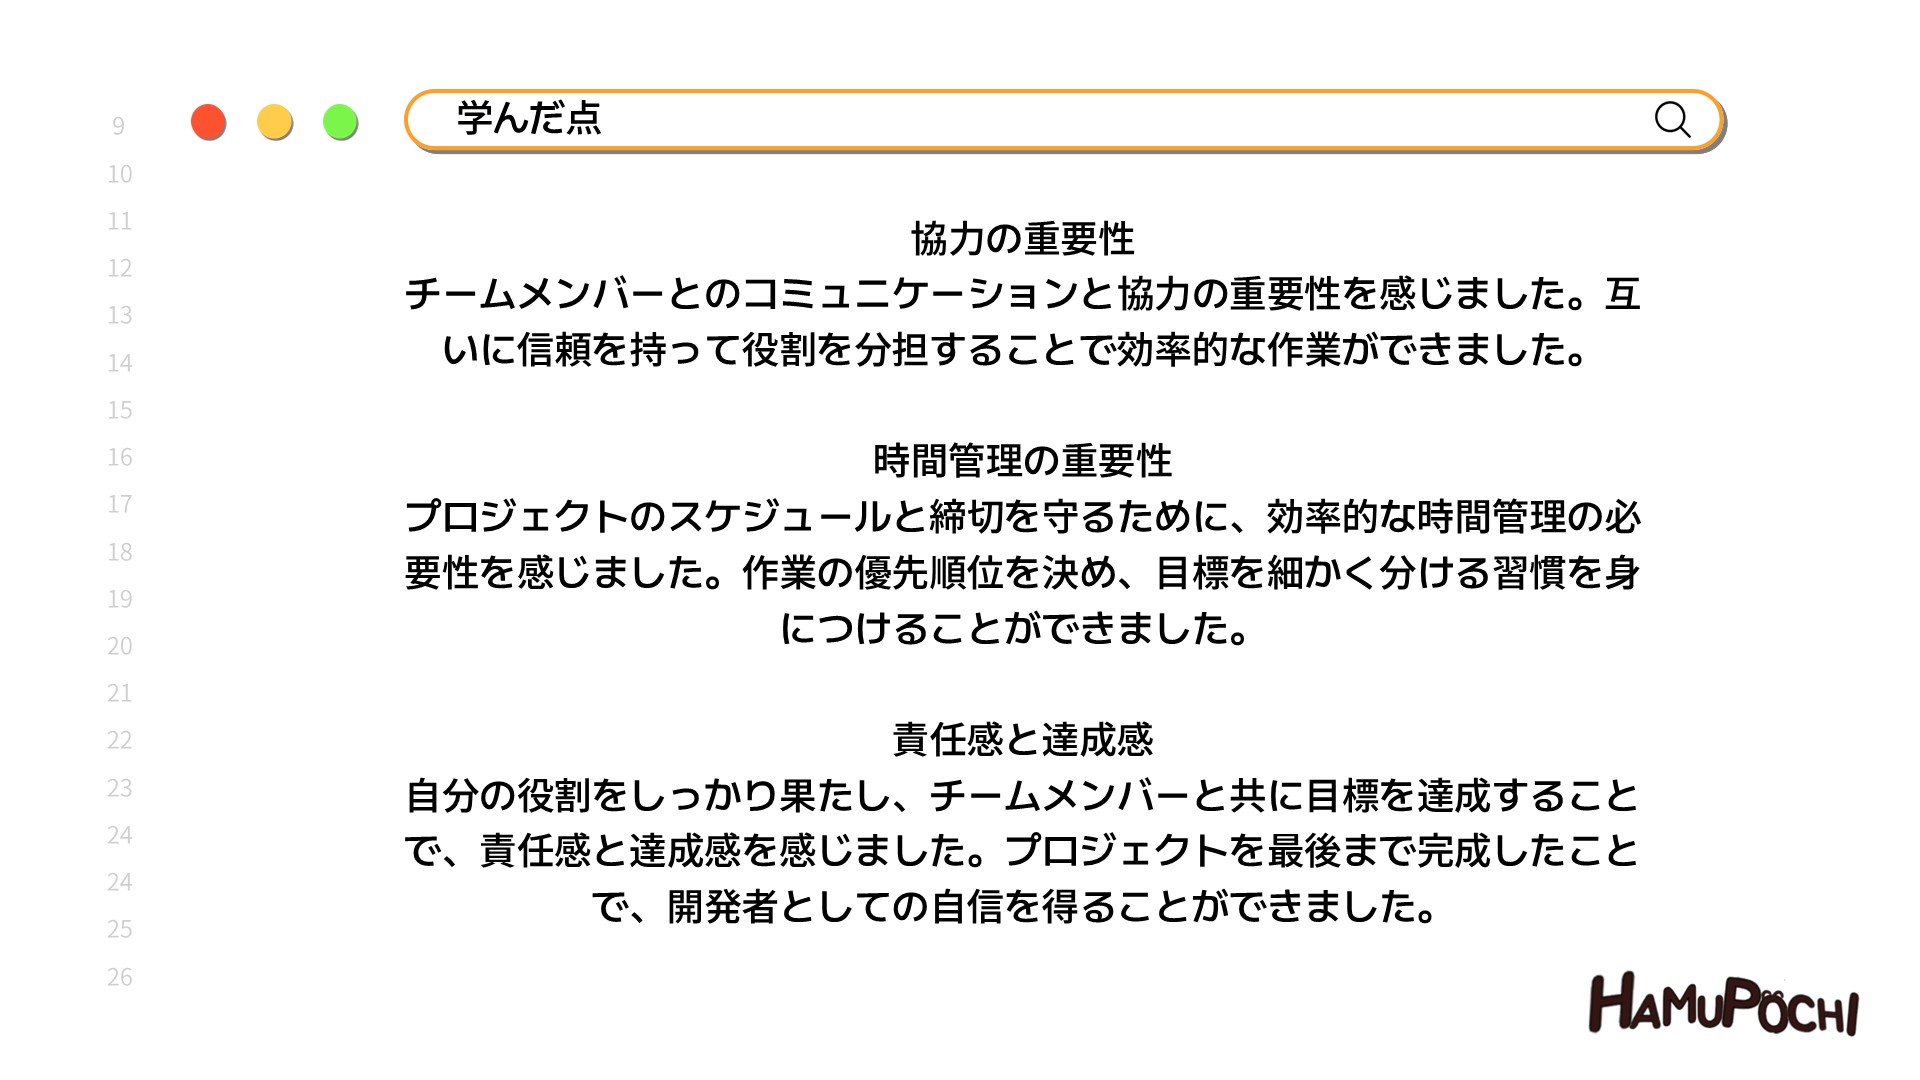 学んだ点
9
10
11
12
13
14
15
16
17
18
19
20
21
22
23
24
24
25
26
協力の重要性
チームメンバーとのコミュニケーションと協力の重要性を感じました。互
いに信頼を持って役割を分担することで効率的な作業ができました。
時間管理の重要性
プロジェクトのスケジュールと締切を守るために、効率的な時間管理の必
要性を感じました。作業の優先順位を決め、目標を細かく分ける習慣を身
につけることができました。
責任感と達成感
自分の役割をしっかり果たし、チームメンバーと共に目標を達成すること
で、責任感と達成感を感じました。プロジェクトを最後まで完成したこと
で、開発者としての自信を得ることができました。
HAMUPOCHI